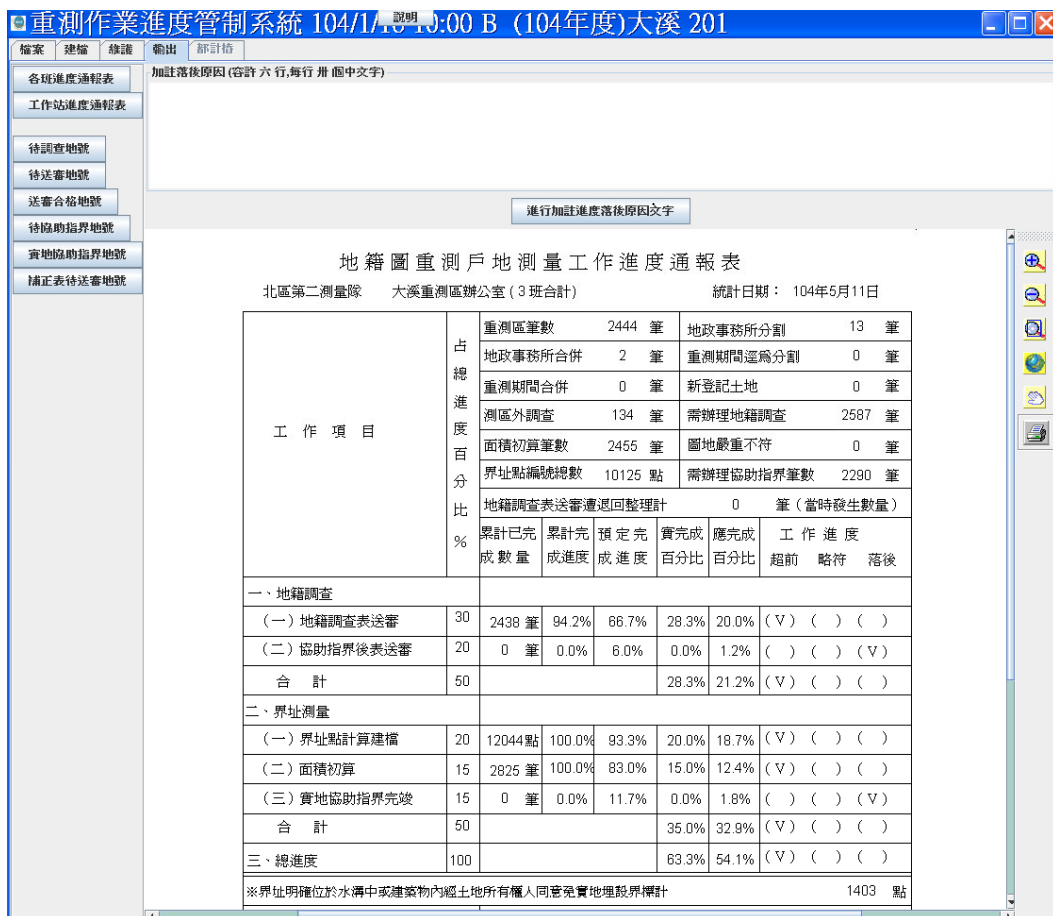 重測作業進度管制系統 104/1/ 說明 0:00 B (104年度)大溪 201
檔案 建檔 維護 輸出
各班進度通報表
工作站進度通報表
待調查地號
待送審地號
送審合格地號
待協助指界地號
實地協助指界地號
補正表待送審地號
加註落後原因(容許 六 行,每行 卅 個中文字)
進行加註進度落後原因文字
地籍圖重測戶地測量工作進度通報表
北區第二測量隊 大溪重測區辦公室(3班合計) 統計日期: 104年5月11日
工作項目
占總進度百分比%
重測區筆數 2444 筆 地政事務所分割 13 筆
地政事務所合併 2 筆 重測期間逕為分割 0 筆
重測期間合併 0 筆 新登記土地 0 筆
測區外調查 134 筆 需辦理地籍調查 2587 筆
面積初算筆數 2455 筆 圖地嚴重不符 0 筆
界址點編號總數 10125 點 需辦理協助指界筆數 2290 筆
地籍調查表送審遭退回整理計 0 筆(當時發生數量)
累計已完成數量 累計完成進度 預定完成進度 實完成百分比 應完成百分比 工作進度 超前 略符 落後
一、地籍調查
(一)地籍調查表送審 30 2438 筆 94.2% 66.7% 28.3% 20.0% (V) ( ) ( )
(二)協助指界後表送審 20 0 筆 0.0% 6.0% 0.0% 1.2% ( ) ( ) (V)
合計 50 28.3% 21.2% (V) ( ) ( )
二、界址測量
(一)界址點計算建檔 20 12044點 100.0% 93.3% 20.0% 18.7% (V) ( ) ( )
(二)面積初算 15 2825 筆 100.0% 83.0% 15.0% 12.4% (V) ( ) ( )
(三)實地協助指界完竣 15 0 筆 0.0% 11.7% 0.0% 1.8% ( ) ( ) (V)
合計 50 35.0% 32.9% (V) ( ) ( )
三、總進度 100 63.3% 54.1% (V) ( ) ( )
※界址明確位於水溝中或建築物內經土地所有權人同意免實地埋設界標計 1403 點